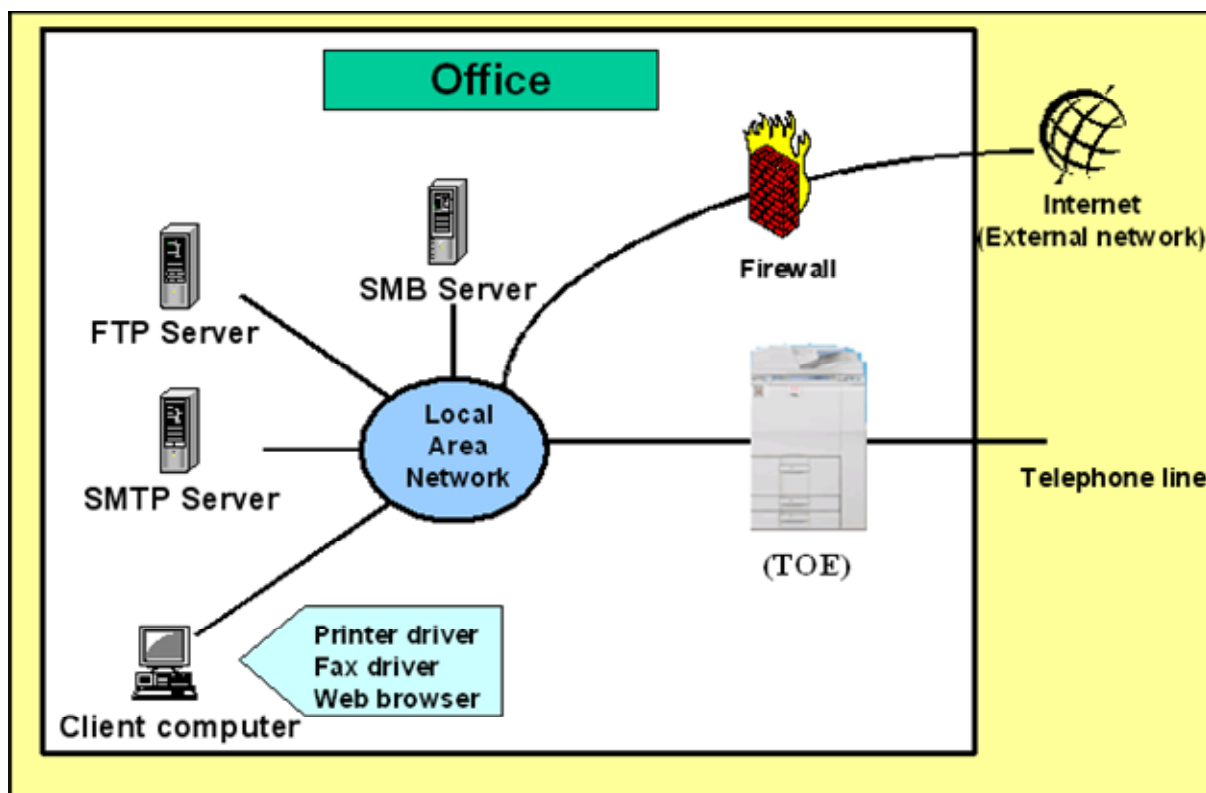 Office
Internet
(External network)
Firewall
SMB Server
FTP Server
Local
Area
Network
SMTP Server
Telephone line
(TOE)
Printer driver
Fax driver
Web browser
Client computer